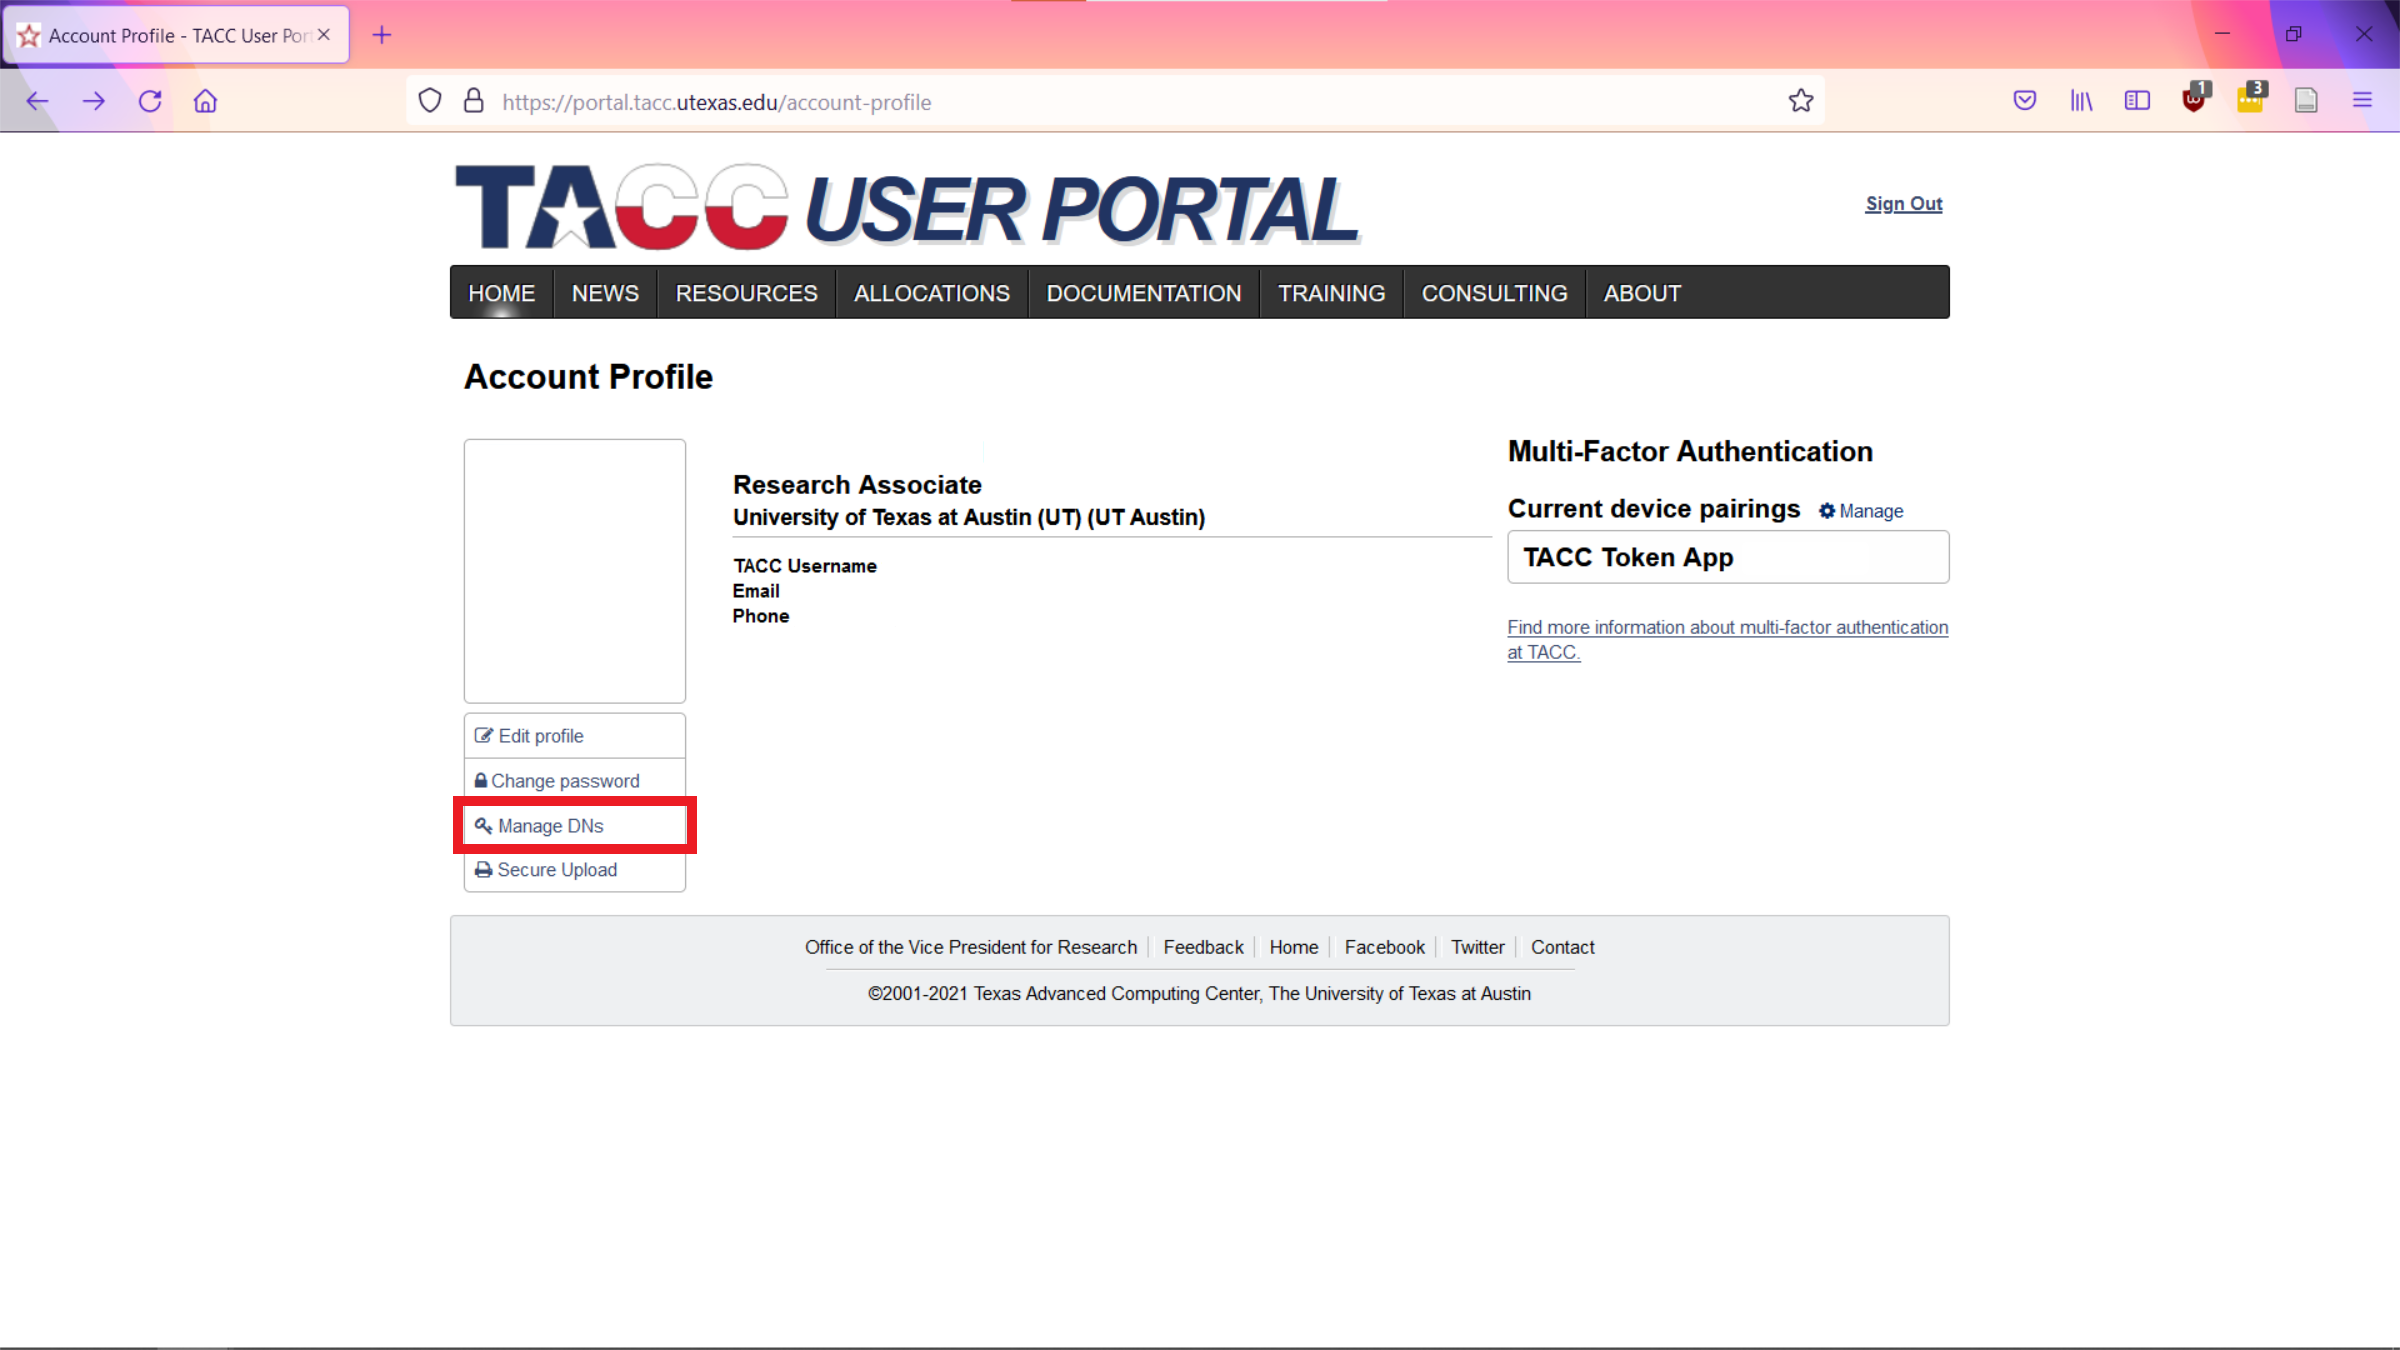 Account Profile - TACC User Por
https://portal.tacc.utexas.edu/account-profile
1
3
TACC USER PORTAL
Sign Out
HOME NEWS RESOURCES ALLOCATIONS DOCUMENTATION TRAINING CONSULTING ABOUT
Account Profile
Research Associate
University of Texas at Austin (UT) (UT Austin)
TACC Username
Email
Phone
Multi-Factor Authentication
Current device pairings Manage
TACC Token App
Find more information about multi-factor authentication
at TACC.
Edit profile
Change password
Manage DNs
Secure Upload
Office of the Vice President for Research Feedback Home Facebook Twitter Contact
©2001-2021 Texas Advanced Computing Center, The University of Texas at Austin